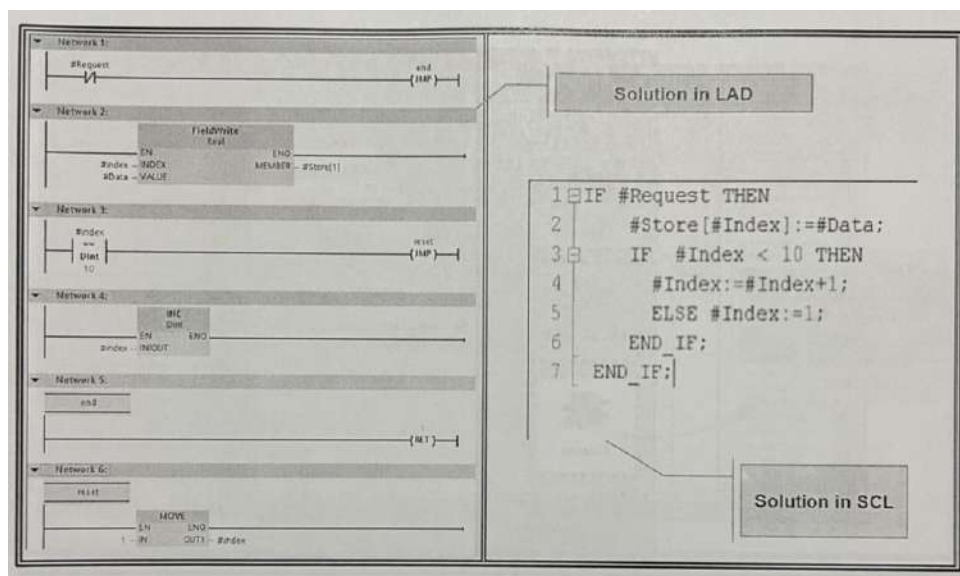 Network 1:
#Request
end
(JMP)
Network 2:
FieldWrite
Real
EN ENO
#index INDEX MEMBER #Store[1]
#Data VALUE
Network 3:
#index
==
DInt
10
reset
(JMP)
Network 4:
INC
Dint
EN ENO
#index IN/OUT
Network 5:
end
1
(RET)
Network 6:
reset
MOVE
EN ENO
1 IN OUT1 #index
Solution in LAD
1 IF #Request THEN
2 #Store[#Index]:=#Data;
3 IF #Index < 10 THEN
4 #Index:=#Index+1;
5 ELSE #Index:=1;
6 END_IF;
7 END_IF;
Solution in SCL